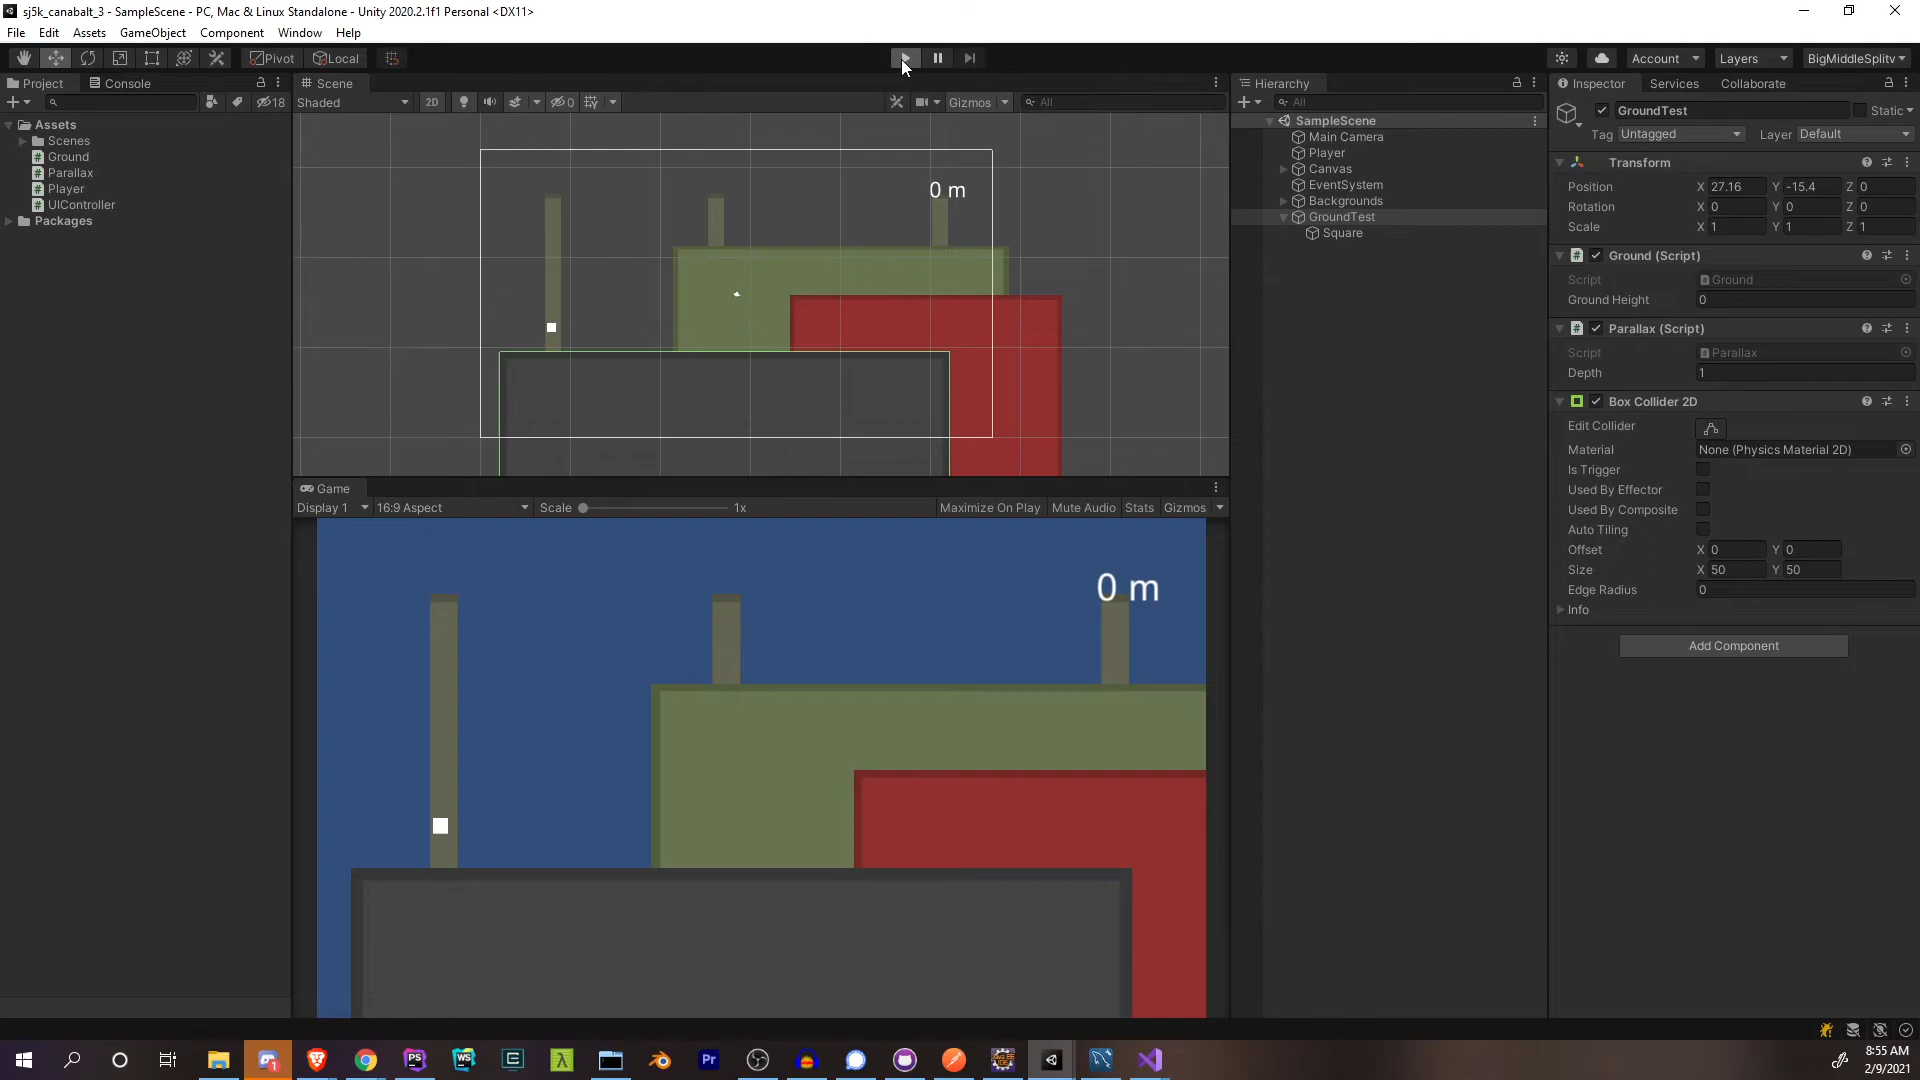 sj5k_canabalt_3 - SampleScene - PC, Mac & Linux Standalone - Unity 2020.2.1f1 Personal <DX11>
File Edit Assets GameObject Component Window Help
Pivot Local Account Layers BigMiddleSplitv
Project Console
18
Assets
Scenes
Ground
Parallax
Player
UIController
Packages
Scene
Shaded 2D 0 Gizmos All
0 m
Game
Display 1 16:9 Aspect Scale 1x Maximize On Play Mute Audio Stats Gizmos
0 m
Hierarchy
All
SampleScene
Main Camera
Player
Canvas
EventSystem
Backgrounds
GroundTest
Square
Inspector Services Collaborate
GroundTest Static
Tag Untagged Layer Default
Transform
Position X 27.16 Y -15.4 Z 0
Rotation X 0 Y 0 Z 0
Scale X 1 Y 1 Z 1
Ground (Script)
Script Ground
Ground Height 0
Parallax (Script)
Script Parallax
Depth 1
Box Collider 2D
Edit Collider
Material None (Physics Material 2D)
Is Trigger
Used By Effector
Used By Composite
Auto Tiling
Offset X 0 Y 0
Size X 50 Y 50
Edge Radius 0
Info
Add Component
PS WS Pr
8:55 AM
2/9/2021